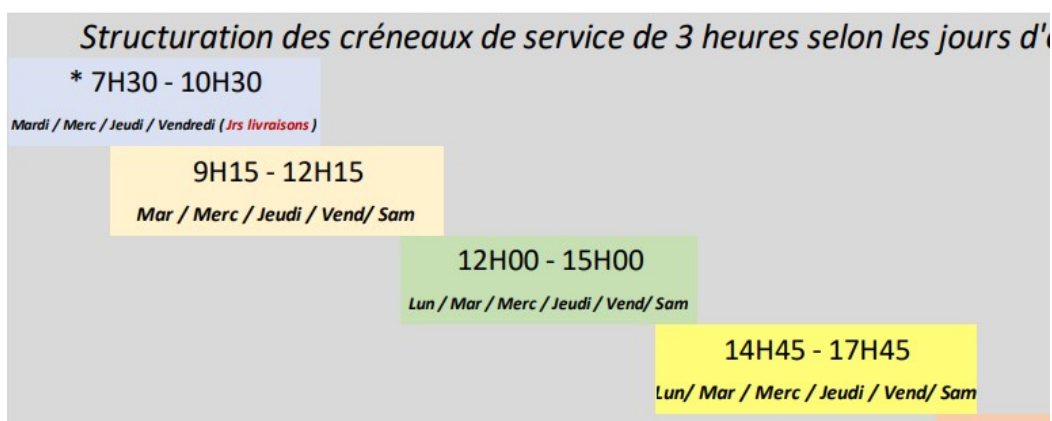 Structuration des créneaux de service de 3 heures selon les jours
* 7H30 - 10H30
Mardi / Merc / Jeudi / Vendredi ( Jrs livraisons )
9H15 - 12H15
Mar / Merc / Jeudi / Vend/ Sam
12H00 - 15H00
Lun / Mar / Merc / Jeudi / Vend/ Sam
14H45 - 17H45
Lun/ Mar / Merc / Jeudi / Vend/ Sam